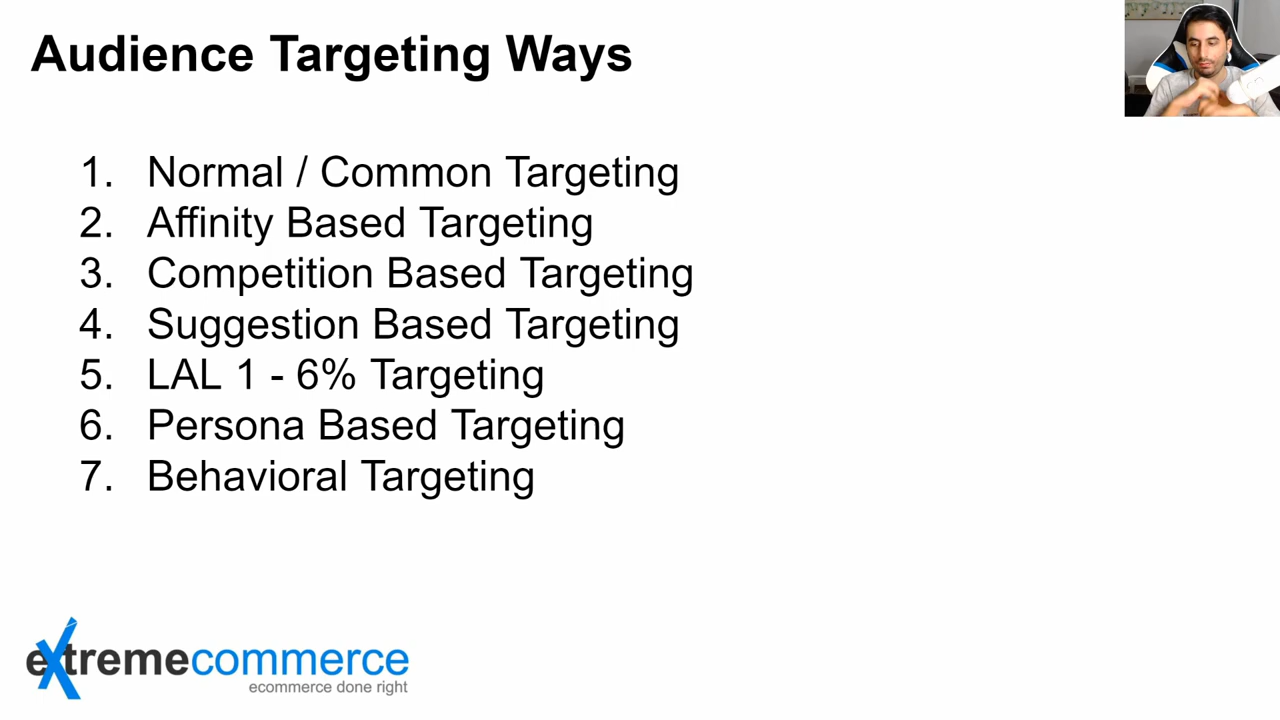 Audience Targeting Ways
1. Normal / Common Targeting
2. Affinity Based Targeting
3. Competition Based Targeting
4. Suggestion Based Targeting
5. LAL 1 - 6% Targeting
6. Persona Based Targeting
7. Behavioral Targeting
extremecommerce
ecommerce done right